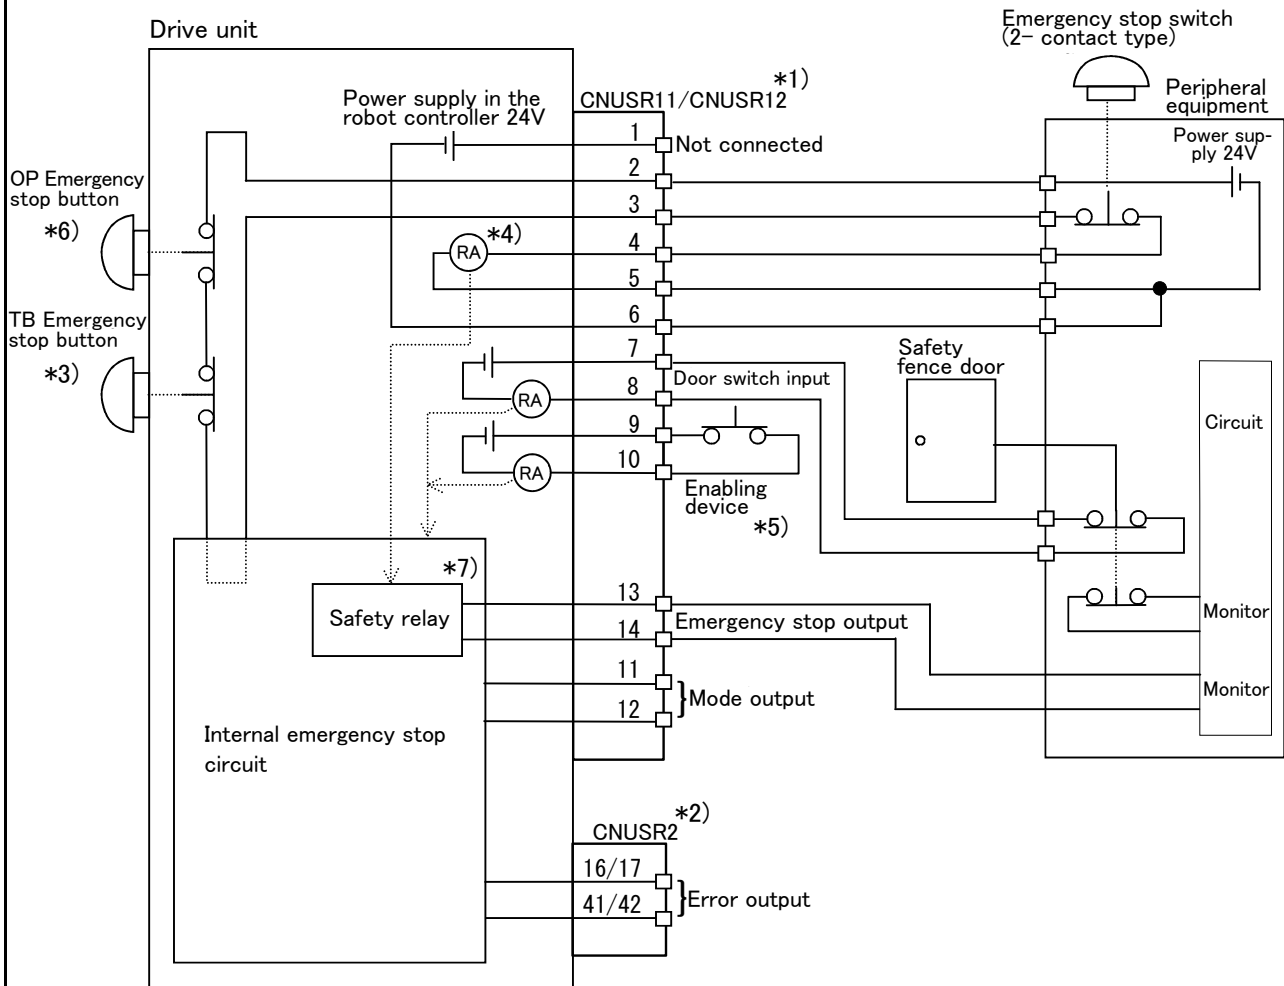 Emergency stop switch
(2- contact type)
Drive unit
*1)
Peripheral
equipment
Power supply in the
robot controller 24V
CNUSR11/CNUSR12
1
Not connected
Power sup-
ply 24V
2
OP Emergency
stop button
*6)
3
*4)
RA
4
5
6
TB Emergency
stop button
*3)
7
Safety
fence door
Door switch input
RA
8
9
Circuit
RA
10
Enabling
device
*5)
*7)
Safety relay
13
Emergency stop output
14
Monitor
11
Mode output
12
Monitor
Internal emergency stop
circuit
*2)
CNUSR2
16/17
Error output
41/42